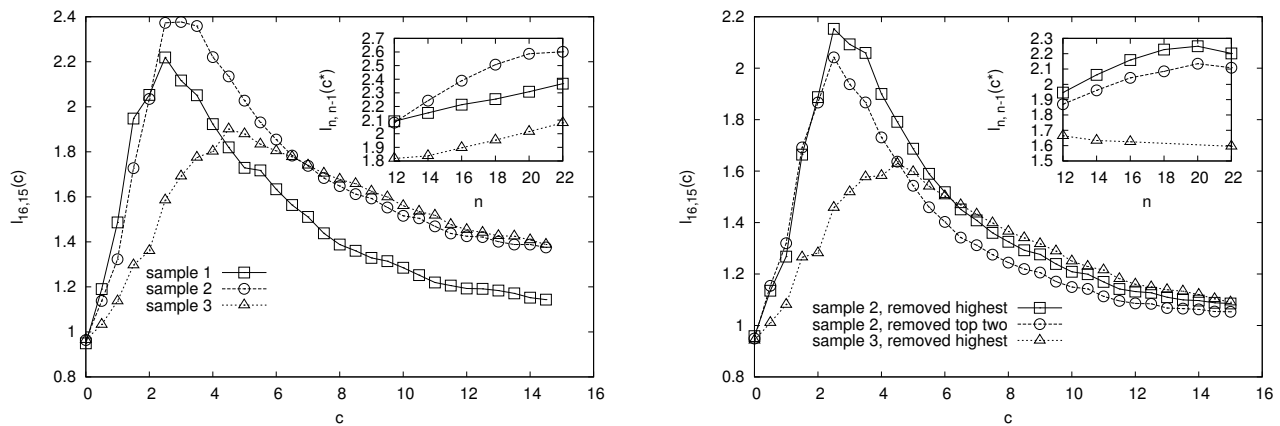 2.4
2.2
2
1.8
1.6
1.4
1.2
1
0.8
0 2 4 6 8 10 12 14 16
c
I16,15(c)
sample 1
sample 2
sample 3
2.7
2.6
2.5
2.4
2.3
2.2
2.1
2
1.9
1.8
12 14 16 18 20 22
n
In, n-1(c*)
2.4
2.2
2
1.8
1.6
1.4
1.2
1
0.8
0 2 4 6 8 10 12 14 16
c
I16,15(c)
sample 2, removed highest
sample 2, removed top two
sample 3, removed highest
2.3
2.2
2.1
2
1.9
1.8
1.7
1.6
1.5
12 14 16 18 20 22
n
In, n-1(c*)